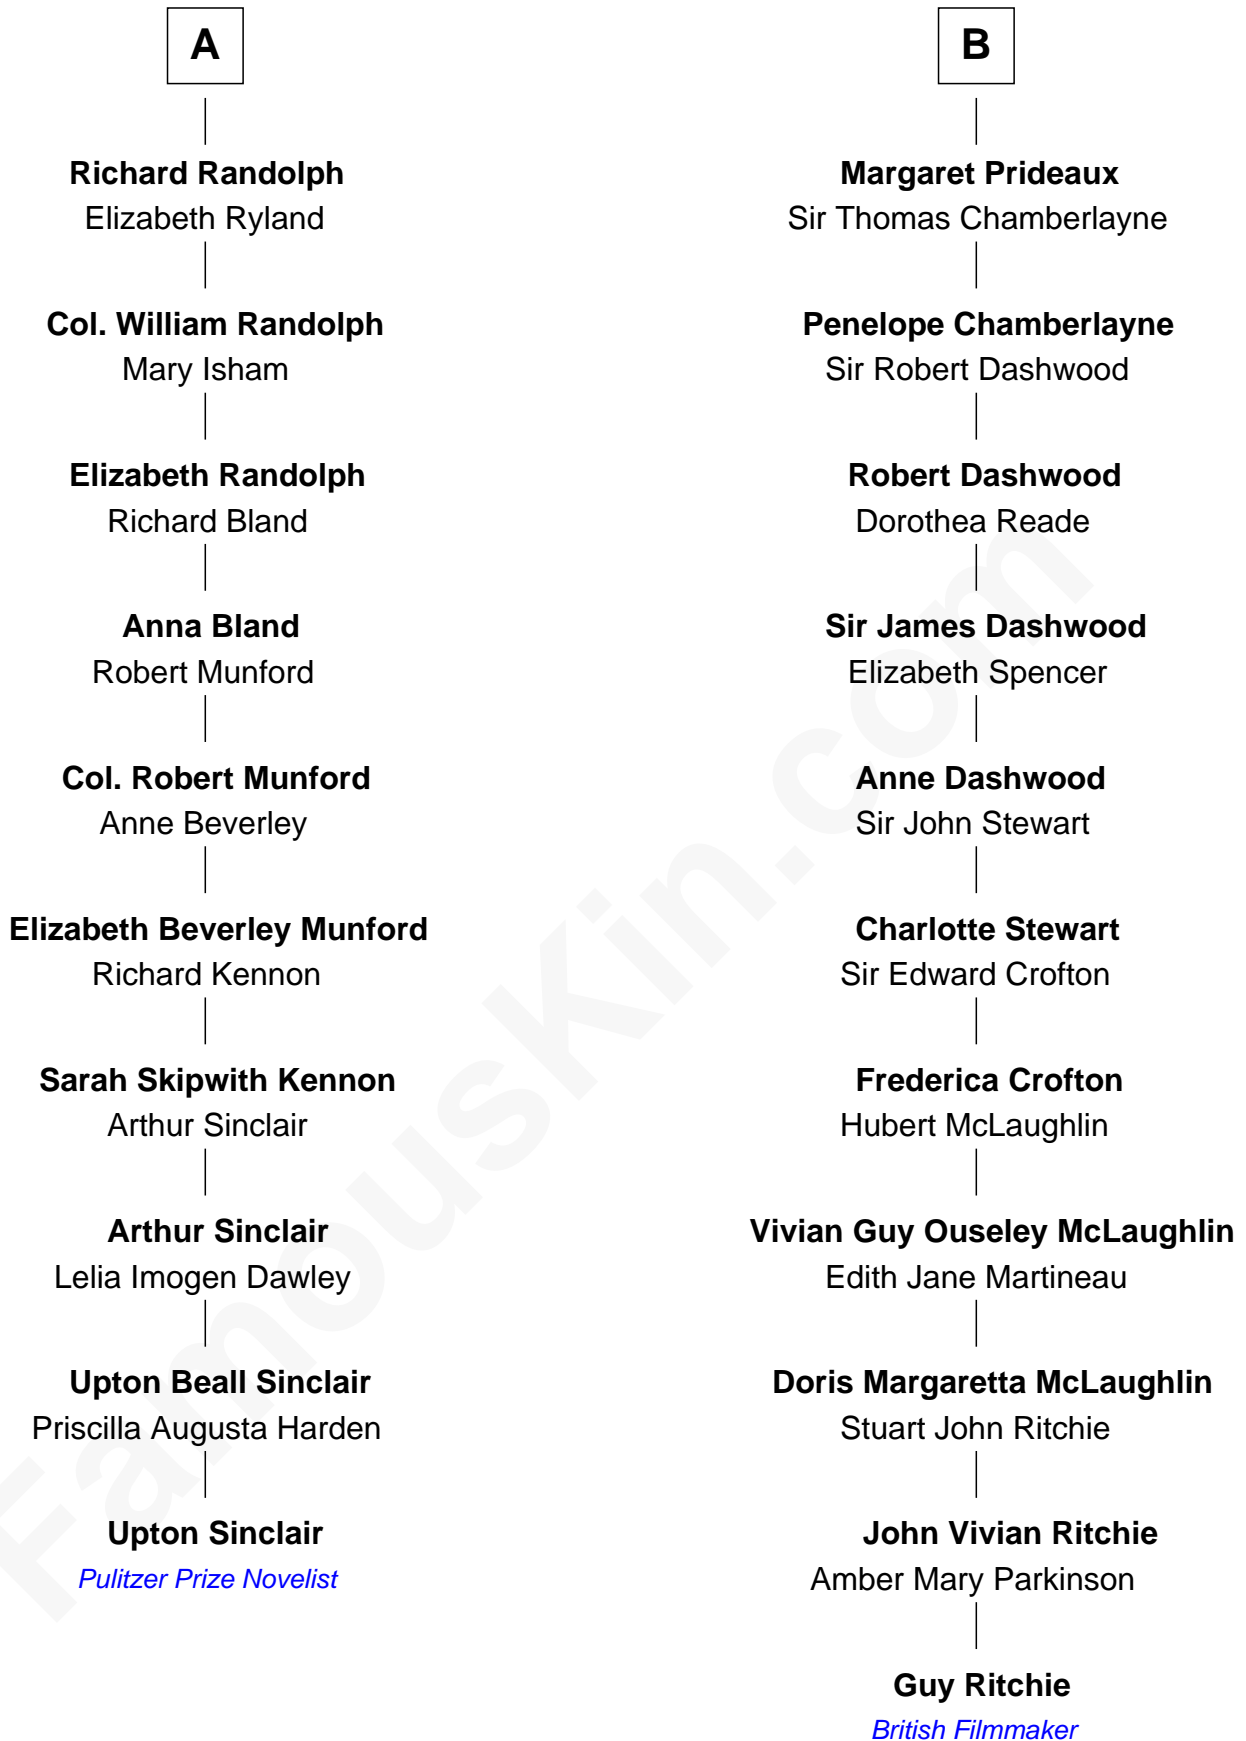 A
Richard Randolph
Elizabeth Ryland
Col. William Randolph
Mary Isham
Elizabeth Randolph
Richard Bland
Anna Bland
Robert Munford
Col. Robert Munford
Anne Beverley
Elizabeth Beverley Munford
Richard Kennon
Sarah Skipwith Kennon
Arthur Sinclair
Arthur Sinclair
Lelia Imogen Dawley
Upton Beall Sinclair
Priscilla Augusta Harden
Upton Sinclair
Pulitzer Prize Novelist
B
Margaret Prideaux
Sir Thomas Chamberlayne
Penelope Chamberlayne
Sir Robert Dashwood
Robert Dashwood
Dorothea Reade
Sir James Dashwood
Elizabeth Spencer
Anne Dashwood
Sir John Stewart
Charlotte Stewart
Sir Edward Crofton
Frederica Crofton
Hubert McLaughlin
Vivian Guy Ouseley McLaughlin
Edith Jane Martineau
Doris Margaretta McLaughlin
Stuart John Ritchie
John Vivian Ritchie
Amber Mary Parkinson
Guy Ritchie
British Filmmaker
FamousKin.com